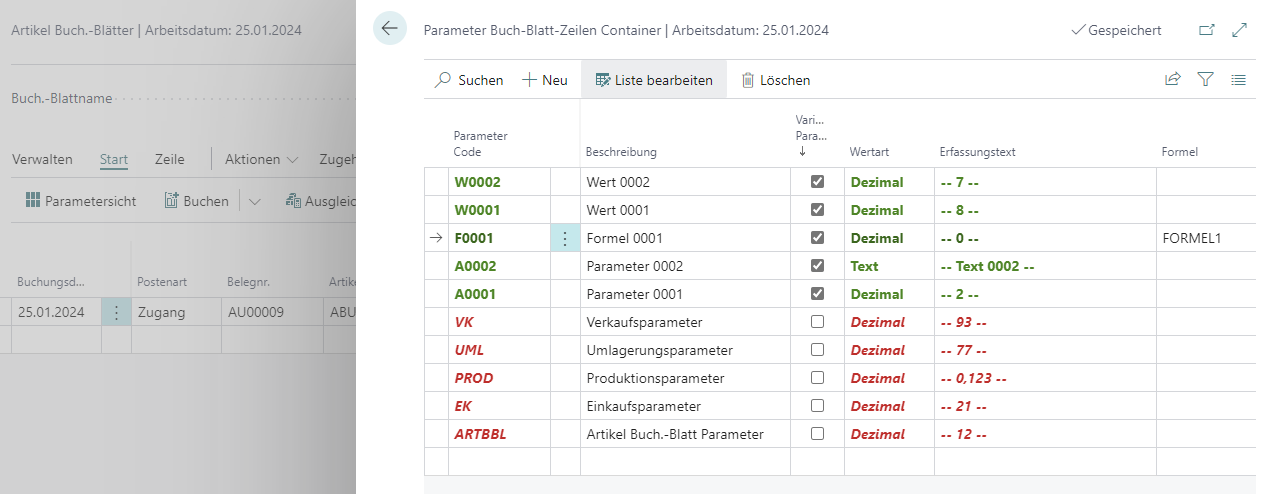 Artikel Buch.-Blätter | Arbeitsdatum: 25.01.2024
Buch.-Blattname
Verwalten Start Zeile Aktionen Zugeh
Parametersicht Buchen Ausgleic
Buchungsd... Postenart Belegnr. Artike
25.01.2024 Zugang AU00009 ABU
Parameter Buch-Blatt-Zeilen Container | Arbeitsdatum: 25.01.2024 Gespeichert
Suchen Neu Liste bearbeiten Löschen
Parameter Code Beschreibung Vari... Para... ↓ Wertart Erfassungstext Formel
W0002 Wert 0002 Dezimal -- 7 --
W0001 Wert 0001 Dezimal -- 8 --
F0001 Formel 0001 Dezimal -- 0 -- FORMEL1
A0002 Parameter 0002 Text -- Text 0002 --
A0001 Parameter 0001 Dezimal -- 2 --
VK Verkaufsparameter Dezimal -- 93 --
UML Umlagerungsparameter Dezimal -- 77 --
PROD Produktionsparameter Dezimal -- 0,123 --
EK Einkaufsparameter Dezimal -- 21 --
ARTBBL Artikel Buch.-Blatt Parameter Dezimal -- 12 --